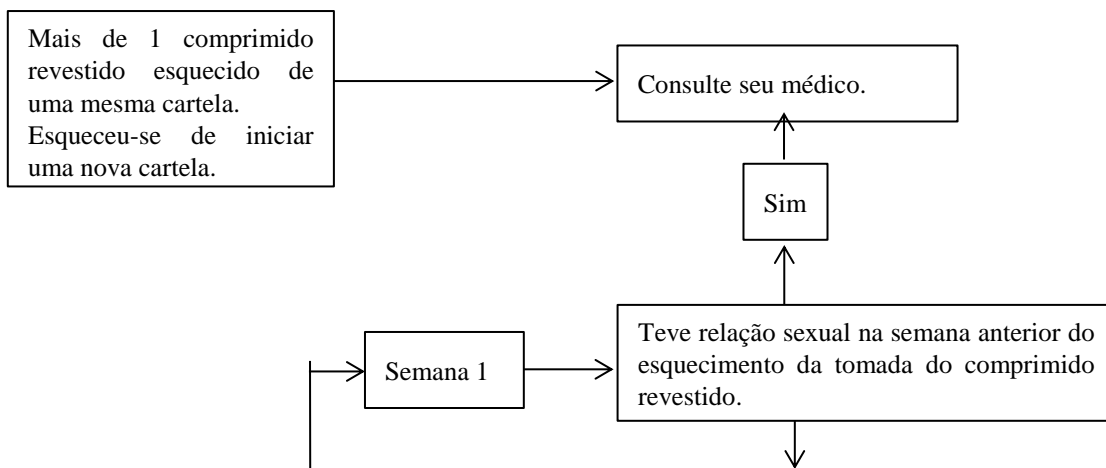 Mais de 1 comprimido
revestido esquecido de
uma mesma cartela.
Esqueceu-se de iniciar
uma nova cartela.
Consulte seu médico.
Sim
Semana 1
Teve relação sexual na semana anterior do
esquecimento da tomada do comprimido
revestido.